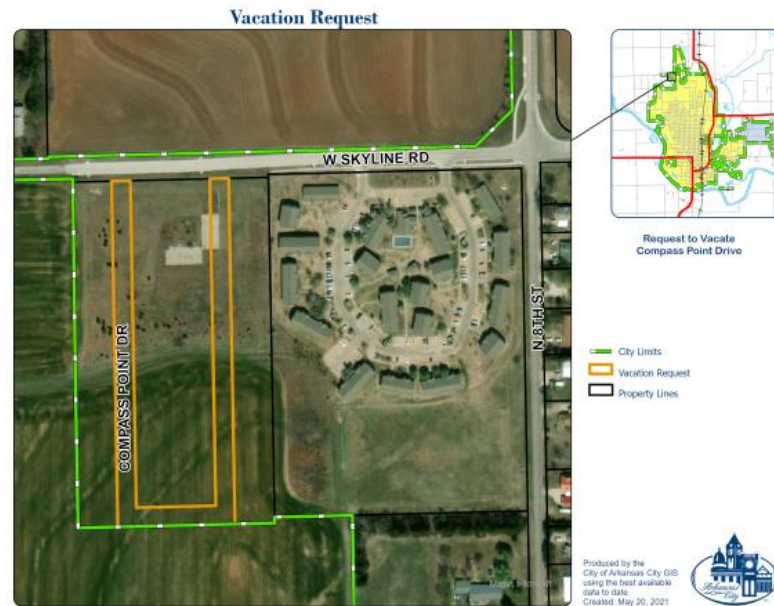 Vacation Request
W SKYLINE RD
COMPASS POINT DR
N 8TH ST
Request to Vacate
Compass Point Drive
City Limits
Vacation Request
Property Lines
Produced by the
City of Arkansas City GIS
using the best available
data to date.
Created: May 20, 2021
Arkansas
City